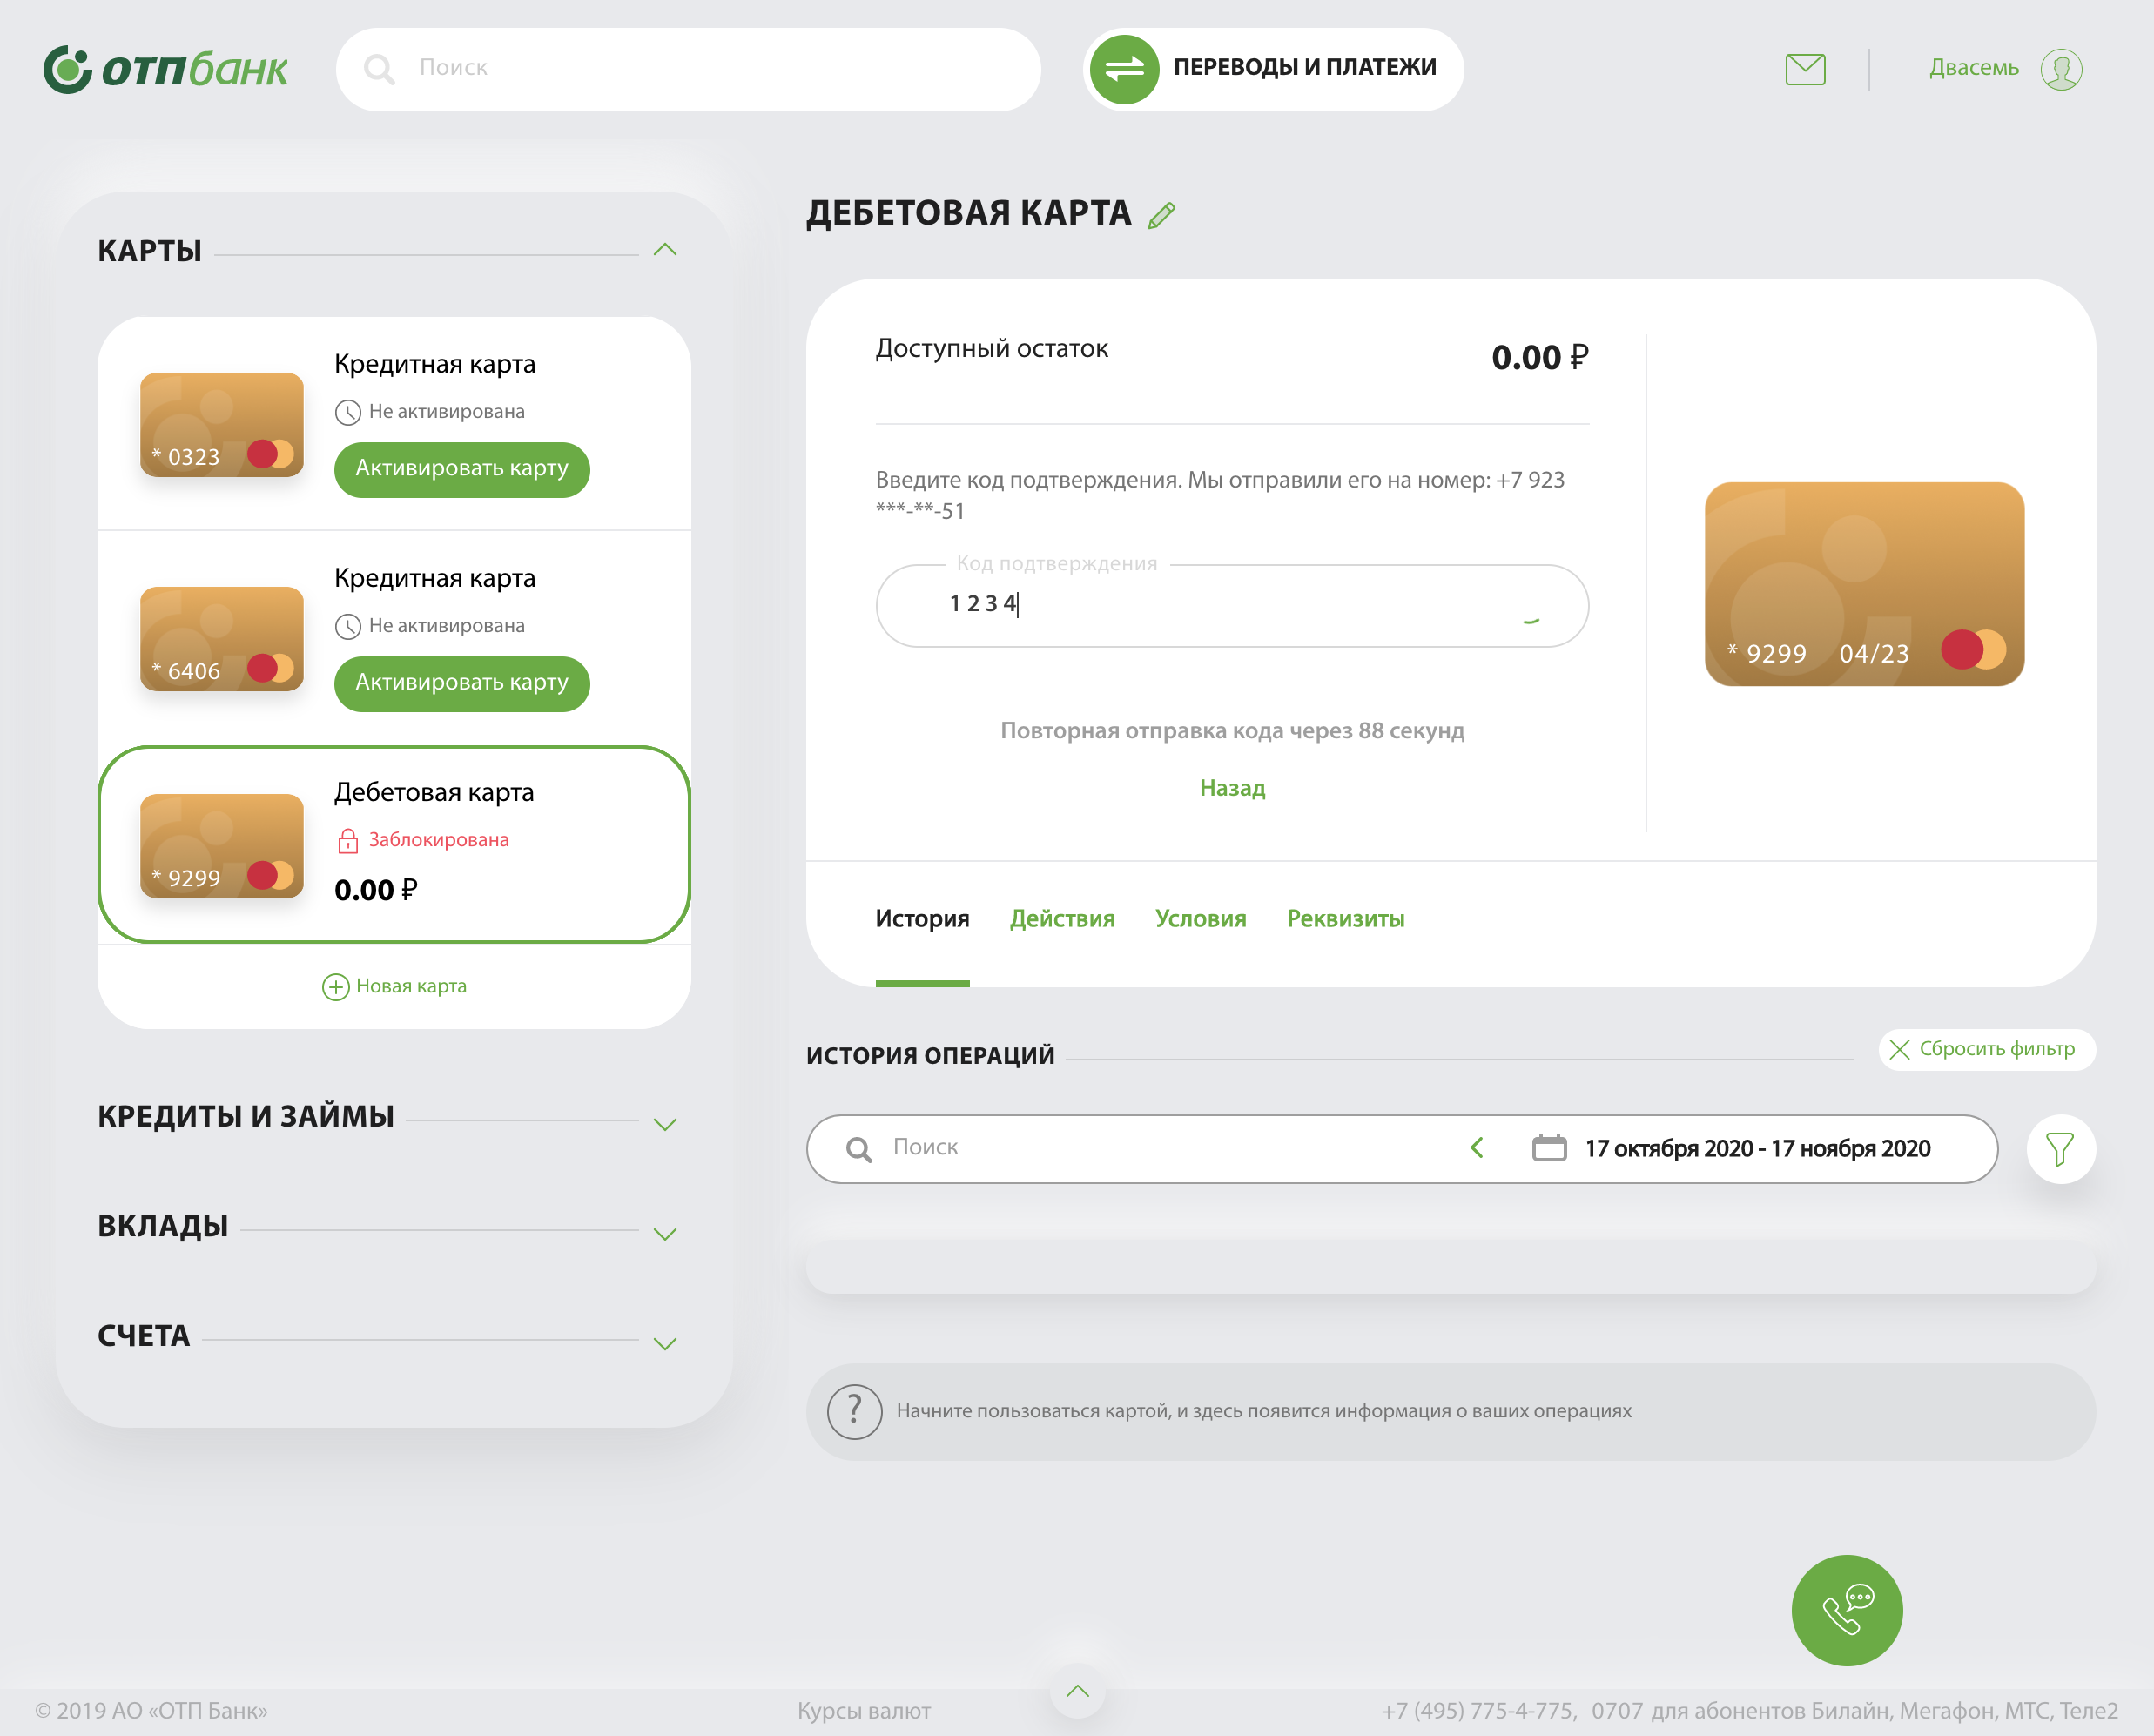 отпбанк
Поиск
ПЕРЕВОДЫ И ПЛАТЕЖИ
Двасемь
КАРТЫ
Кредитная карта
Не активирована
* 0323
Активировать карту
Кредитная карта
Не активирована
* 6406
Активировать карту
Дебетовая карта
Заблокирована
* 9299
0.00 ₽
Новая карта
КРЕДИТЫ И ЗАЙМЫ
ВКЛАДЫ
СЧЕТА
ДЕБЕТОВАЯ КАРТА
Доступный остаток
0.00 ₽
Введите код подтверждения. Мы отправили его на номер: +7 923
***-**-51
Код подтверждения
1 2 3 4
Повторная отправка кода через 88 секунд
Назад
* 9299 04/23
История Действия Условия Реквизиты
ИСТОРИЯ ОПЕРАЦИЙ
Сбросить фильтр
Поиск
17 октября 2020 - 17 ноября 2020
? Начните пользоваться картой, и здесь появится информация о ваших операциях
© 2019 АО «ОТП Банк»
Курсы валют
+7 (495) 775-4-775, 0707 для абонентов Билайн, Мегафон, МТС, Теле2